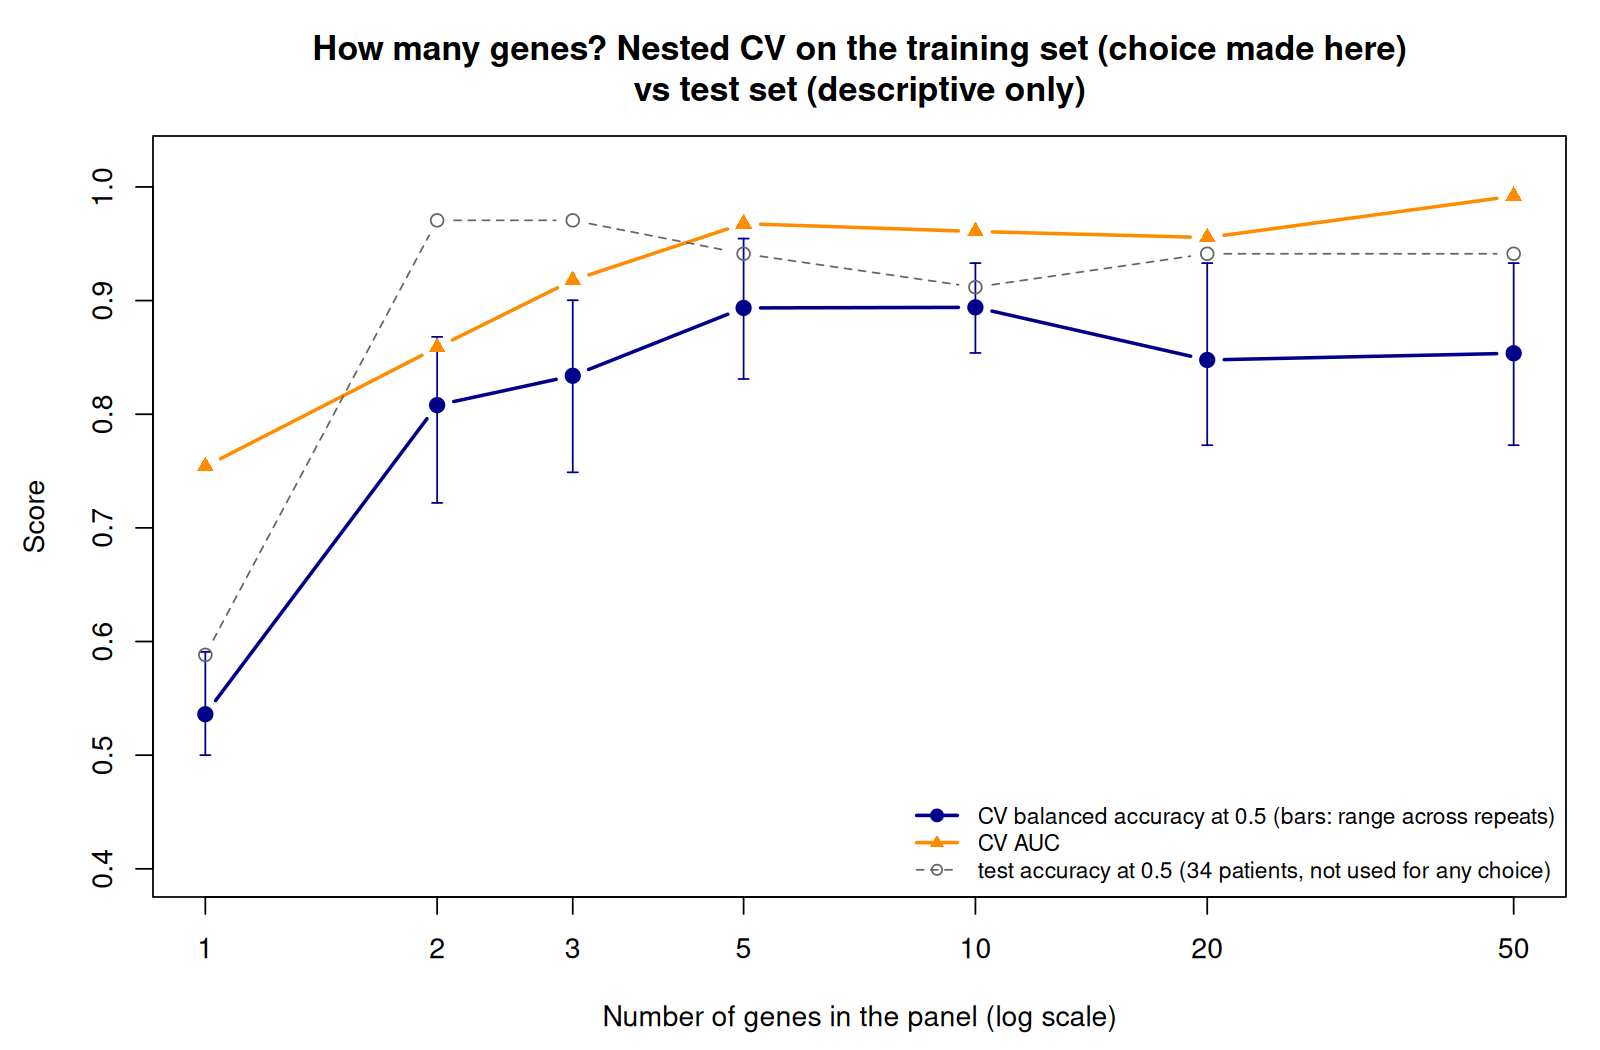 How many genes? Nested CV on the training set (choice made here)
vs test set (descriptive only)
Score
1.0
0.9
0.8
0.7
0.6
0.5
0.4
CV balanced accuracy at 0.5 (bars: range across repeats)
CV AUC
test accuracy at 0.5 (34 patients, not used for any choice)
1 2 3 5 10 20 50
Number of genes in the panel (log scale)